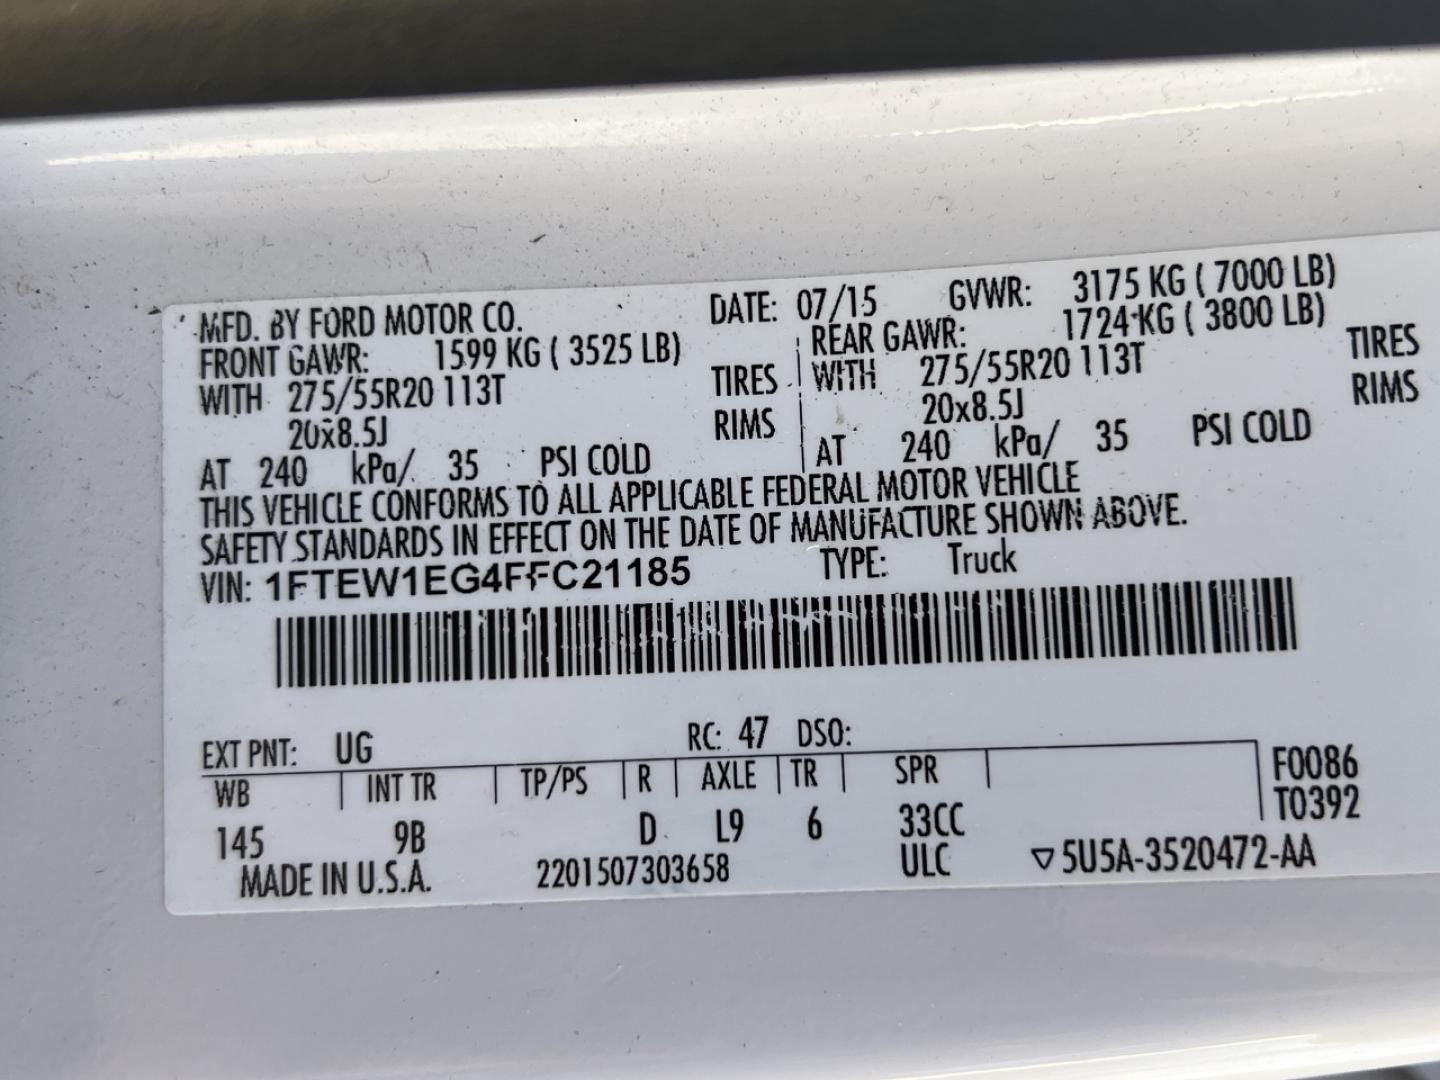 MFD. BY FORD MOTOR CO. DATE: 07/15 GVWR: 3175 KG ( 7000 LB)
FRONT GAWR: 1599 KG ( 3525 LB) REAR GAWR: 1724 KG ( 3800 LB)
WITH 275/55R20 113T TIRES WITH 275/55R20 113T TIRES
20x8.5J RIMS 20x8.5J RIMS
AT 240 kPa/ 35 PSI COLD AT 240 kPa/ 35 PSI COLD
THIS VEHICLE CONFORMS TO ALL APPLICABLE FEDERAL MOTOR VEHICLE
SAFETY STANDARDS IN EFFECT ON THE DATE OF MANUFACTURE SHOWN ABOVE.
VIN: 1FTEW1EG4FFC21185 TYPE: Truck
EXT PNT: UG RC: 47 DSO:
WB INT TR TP/PS R AXLE TR SPR F0086
145 9B D L9 6 33CC T0392
MADE IN U.S.A. 2201507303658 ULC ▽5U5A-3520472-AA